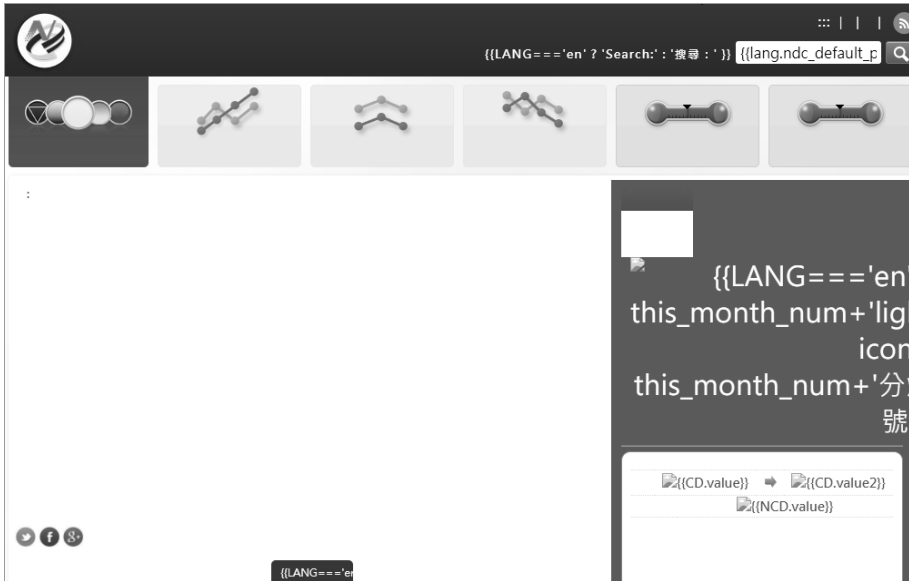 ::: | | |
{{LANG==='en' ? 'Search:' : '搜尋：' }} {{lang.ndc_default_p
:
{{LANG==='en'
this_month_num+'lig
icon
this_month_num+'分
號
{{CD.value}} {{CD.value2}}
{{NCD.value}}
{{LANG==='en